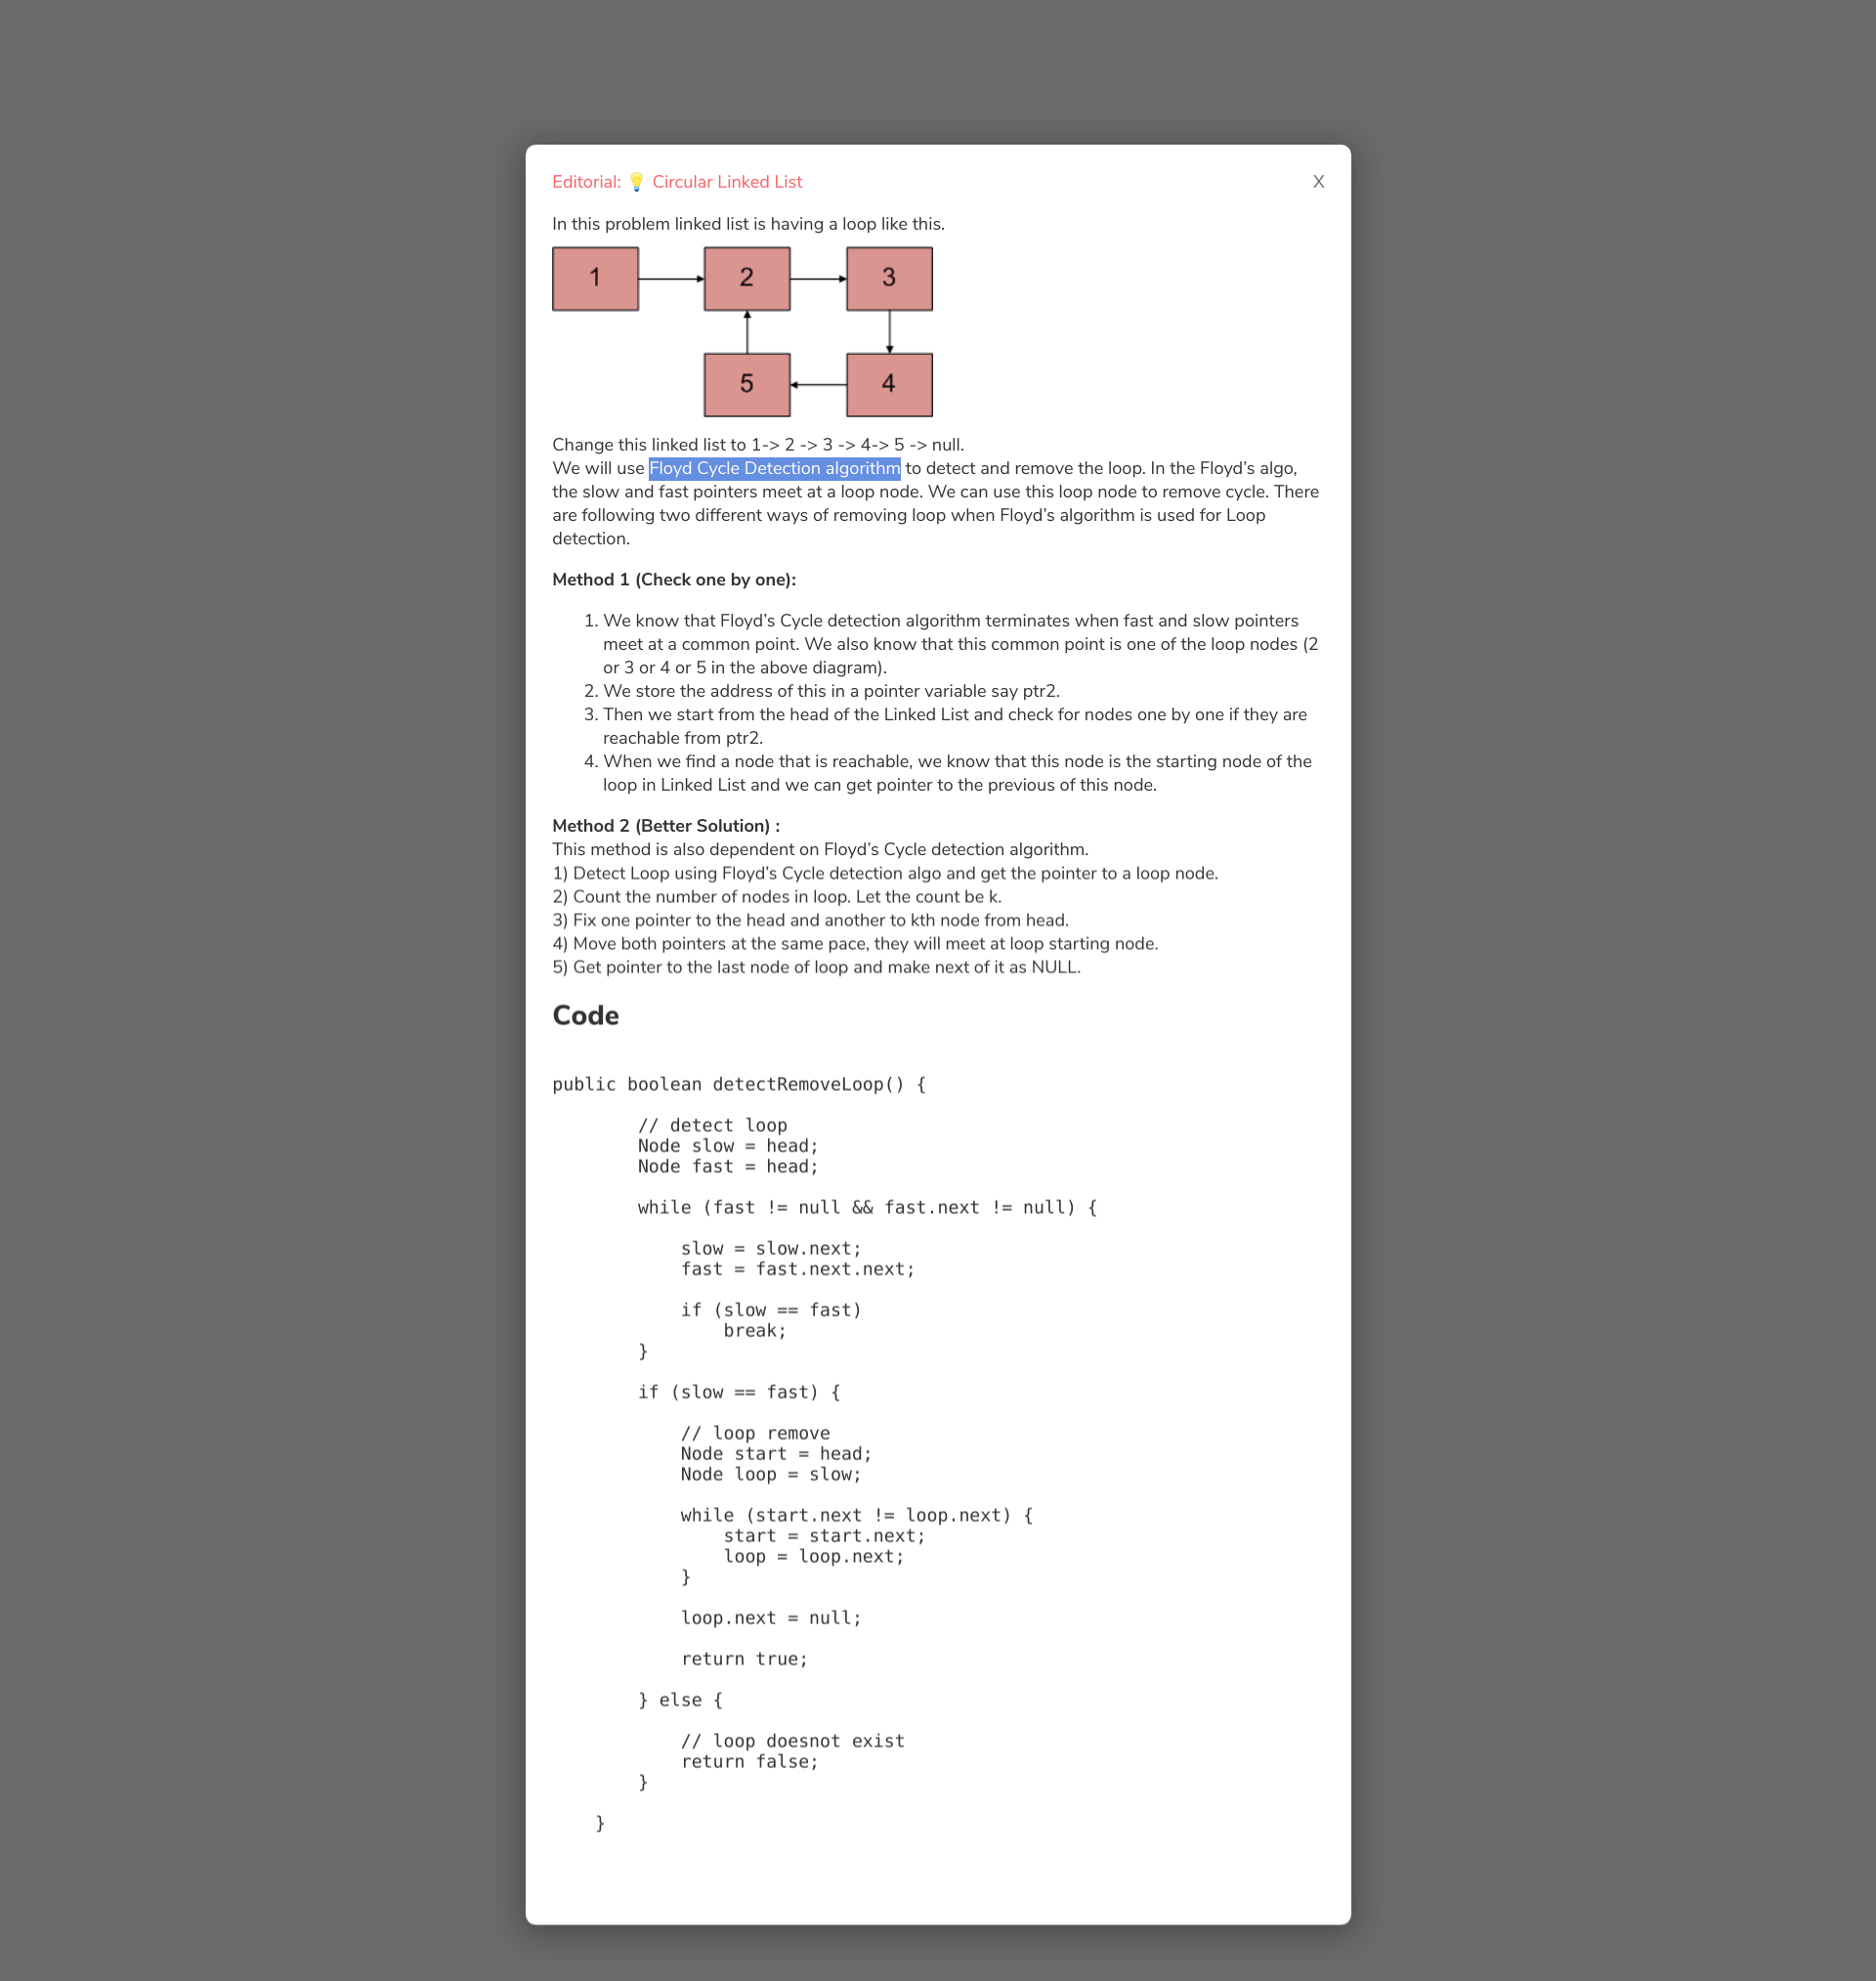 Editorial: 💡 Circular Linked List
X
In this problem linked list is having a loop like this.
1
2
3
5
4
Change this linked list to 1-> 2 -> 3 -> 4-> 5 -> null.
We will use Floyd Cycle Detection algorithm to detect and remove the loop. In the Floyd’s algo,
the slow and fast pointers meet at a loop node. We can use this loop node to remove cycle. There
are following two different ways of removing loop when Floyd’s algorithm is used for Loop
detection.
Method 1 (Check one by one):
1. We know that Floyd’s Cycle detection algorithm terminates when fast and slow pointers
meet at a common point. We also know that this common point is one of the loop nodes (2
or 3 or 4 or 5 in the above diagram).
2. We store the address of this in a pointer variable say ptr2.
3. Then we start from the head of the Linked List and check for nodes one by one if they are
reachable from ptr2.
4. When we find a node that is reachable, we know that this node is the starting node of the
loop in Linked List and we can get pointer to the previous of this node.
Method 2 (Better Solution) :
This method is also dependent on Floyd’s Cycle detection algorithm.
1) Detect Loop using Floyd’s Cycle detection algo and get the pointer to a loop node.
2) Count the number of nodes in loop. Let the count be k.
3) Fix one pointer to the head and another to kth node from head.
4) Move both pointers at the same pace, they will meet at loop starting node.
5) Get pointer to the last node of loop and make next of it as NULL.
Code
public boolean detectRemoveLoop() {
// detect loop
Node slow = head;
Node fast = head;
while (fast != null && fast.next != null) {
slow = slow.next;
fast = fast.next.next;
if (slow == fast)
break;
}
if (slow == fast) {
// loop remove
Node start = head;
Node loop = slow;
while (start.next != loop.next) {
start = start.next;
loop = loop.next;
}
loop.next = null;
return true;
} else {
// loop doesnot exist
return false;
}
}